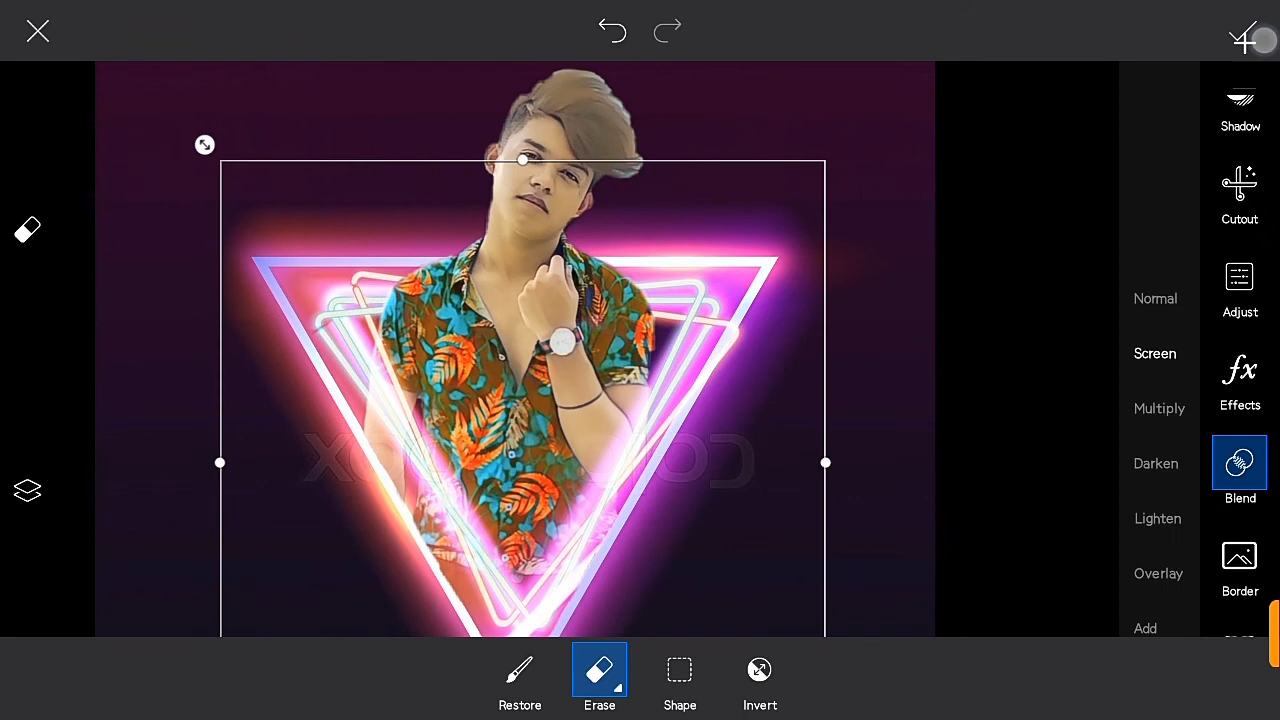 Shadow
Cutout
Adjust
Effects
Blend
Border
Normal
Screen
Multiply
Darken
Lighten
Overlay
Add
Restore
Erase
Shape
Invert